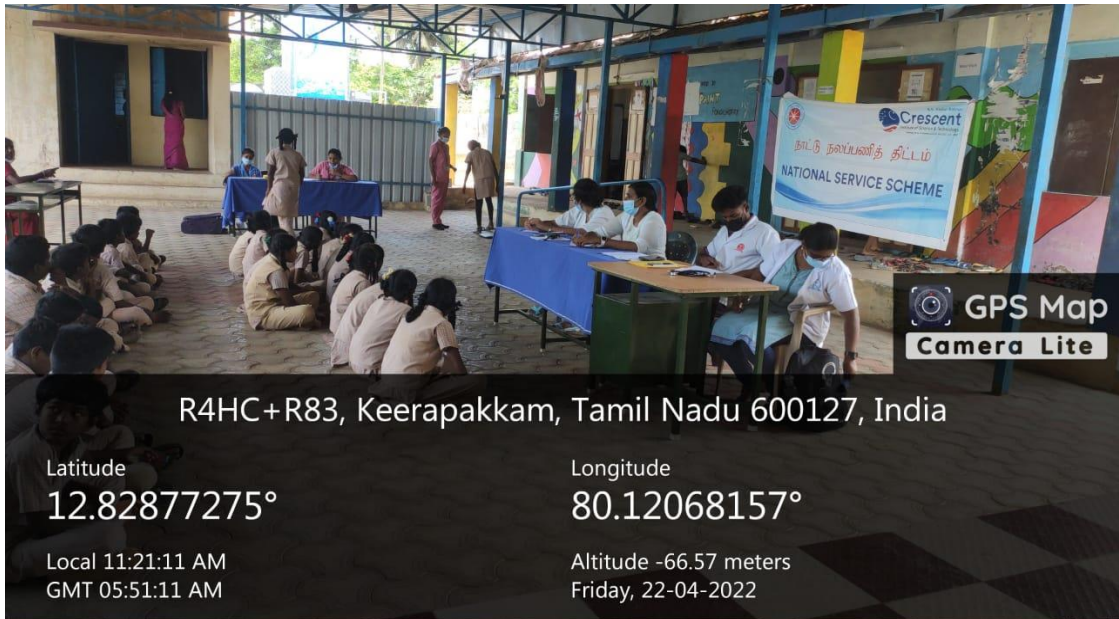 Crescent
நாட்டு நலப்பணித் திட்டம்
NATIONAL SERVICE SCHEME
GPS Map
Camera Lite
R4HC+R83, Keerapakkam, Tamil Nadu 600127, India
Latitude
12.82877275°
Longitude
80.12068157°
Local 11:21:11 AM
GMT 05:51:11 AM
Altitude -66.57 meters
Friday, 22-04-2022